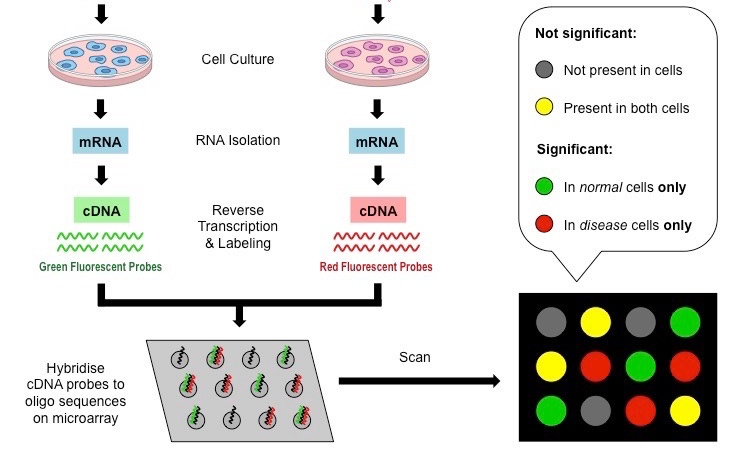 Cell Culture
mRNA
RNA Isolation
mRNA
cDNA
Reverse
Transcription
& Labeling
cDNA
Green Fluorescent Probes
Red Fluorescent Probes
Hybridise
cDNA probes to
oligo sequences
on microarray
Scan
Not significant:
Not present in cells
Present in both cells
Significant:
In normal cells only
In disease cells only